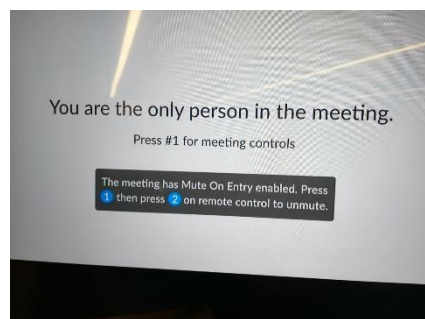 You are the only person in the meeting.
Press #1 for meeting controls
The meeting has Mute On Entry enabled. Press
1 then press 2 on remote control to unmute.